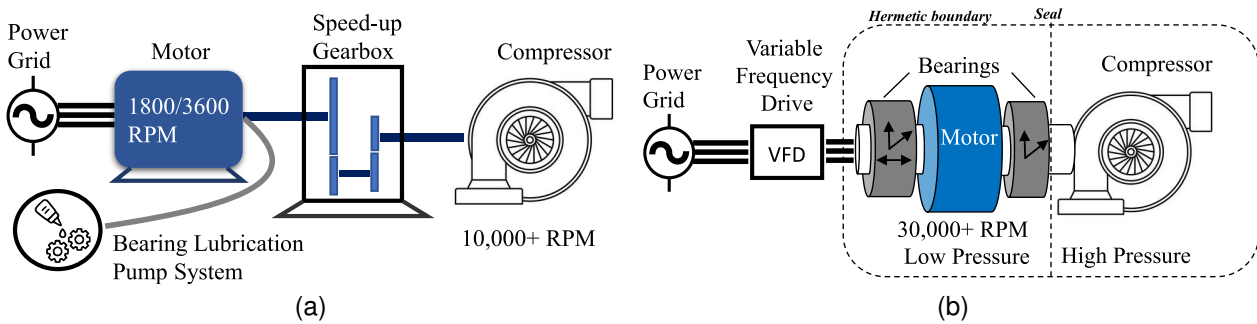 Power
Grid
Motor
1800/3600
RPM
Speed-up
Gearbox
Compressor
10,000+ RPM
Bearing Lubrication
Pump System
(a)
Hermetic boundary
Seal
Power
Grid
Variable
Frequency
Drive
VFD
Bearings
Motor
Compressor
30,000+ RPM
Low Pressure
High Pressure
(b)